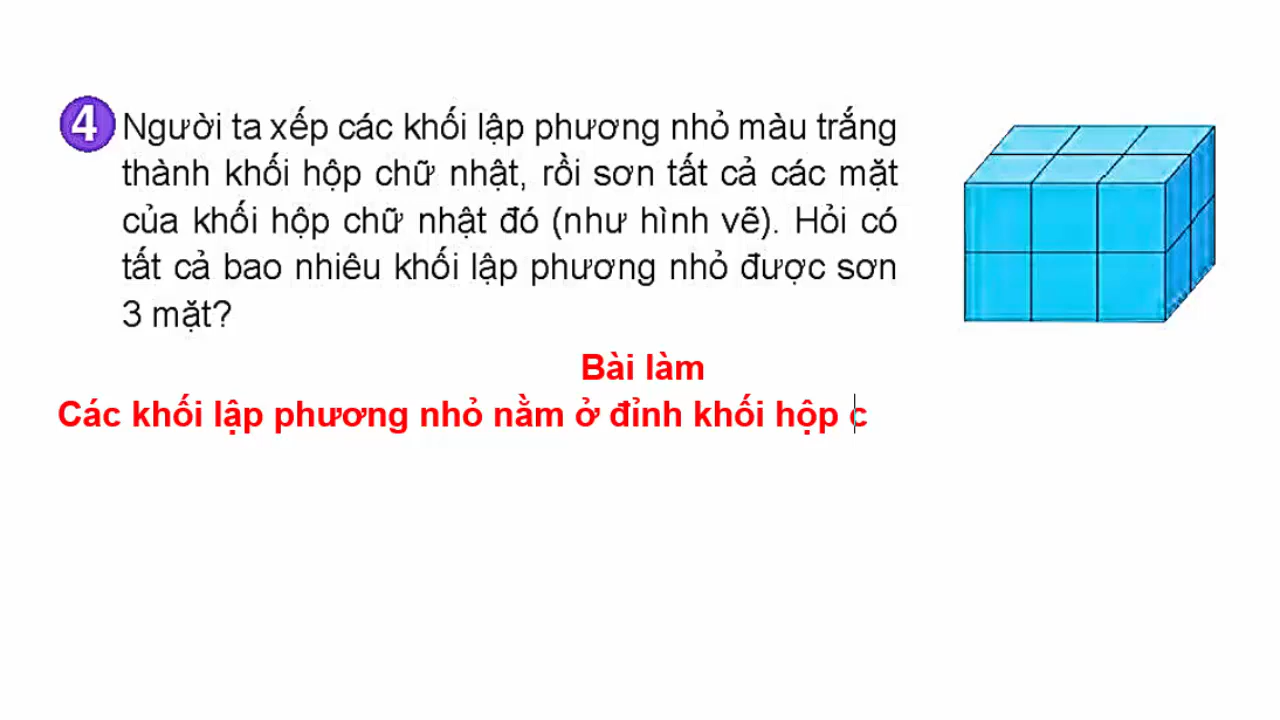 4 Người ta xếp các khối lập phương nhỏ màu trắng
thành khối hộp chữ nhật, rồi sơn tất cả các mặt
của khối hộp chữ nhật đó (như hình vẽ). Hỏi có
tất cả bao nhiêu khối lập phương nhỏ được sơn
3 mặt?
Bài làm
Các khối lập phương nhỏ nằm ở đỉnh khối hộp c